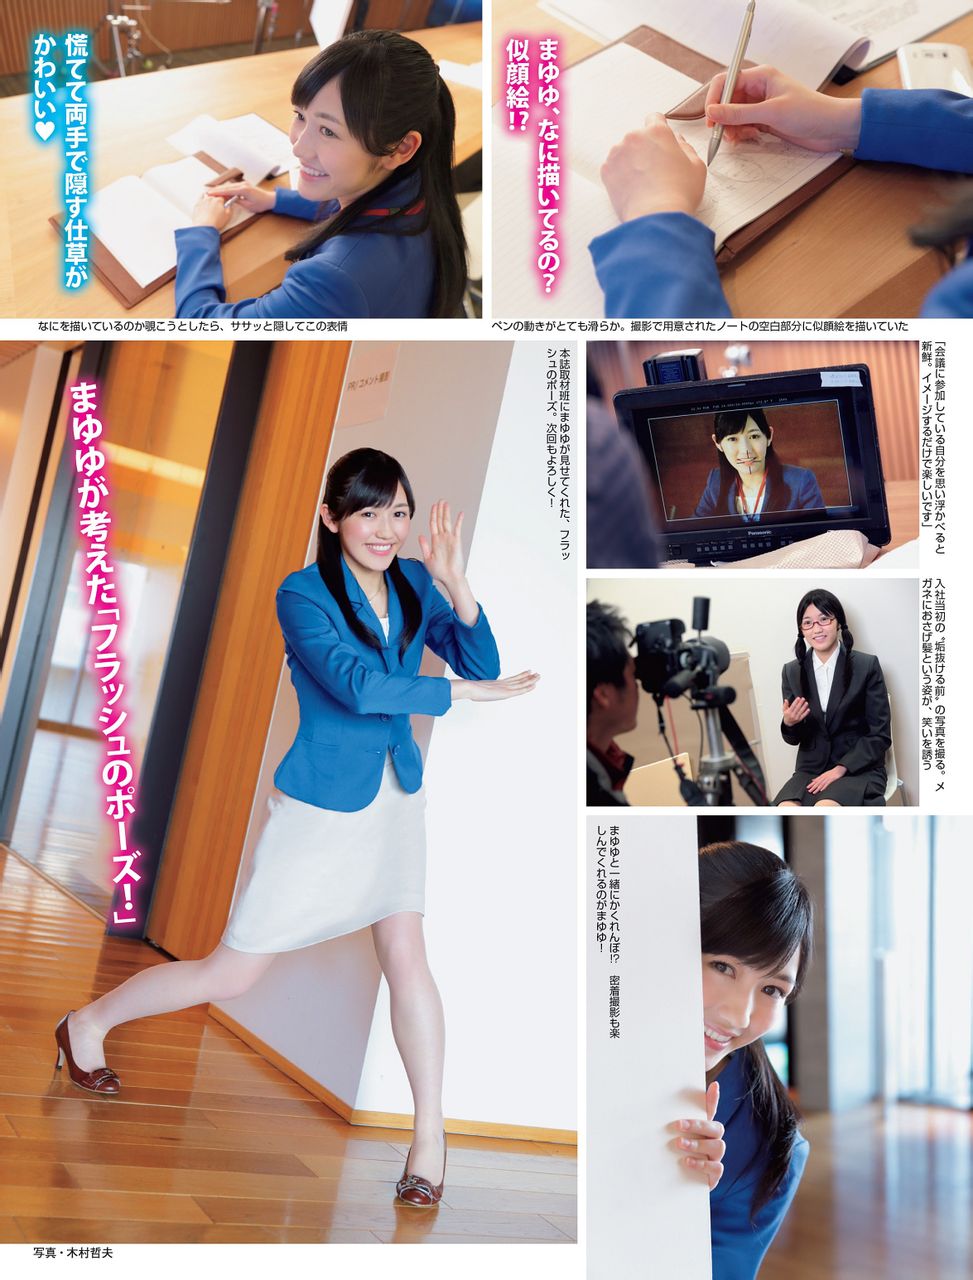 まゆゆ、なに描いてるの？
似顔絵!?
慌てて両手で隠す仕草が
かわいい♥
なにを描いているのか覗こうとしたら、ササッと隠してこの表情
ペンの動きがとても滑らか。撮影で用意されたノートの空白部分に似顔絵を描いていた
「会議に参加している自分を思い浮かべると
新鮮。イメージするだけで楽しいです」
Panasonic
本誌取材班にまゆゆが見せてくれた、フラッ
シュのポーズ。次回もよろしく！
PR/コメント撮影
まゆゆが考えた「フラッシュのポーズ！」
入社当初の〝垢抜ける前〟の写真を撮る。メ
ガネにおさげ髪という姿が、笑いを誘う
まゆゆと一緒にかくれんぼ!?　密着撮影も楽
しんでくれるのがまゆゆ！
写真・木村哲夫